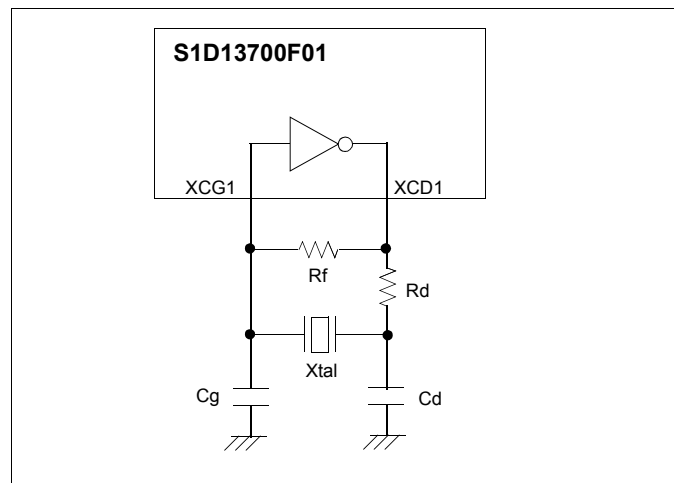 S1D13700F01
XCG1
XCD1
Rf
Rd
Xtal
Cg
Cd